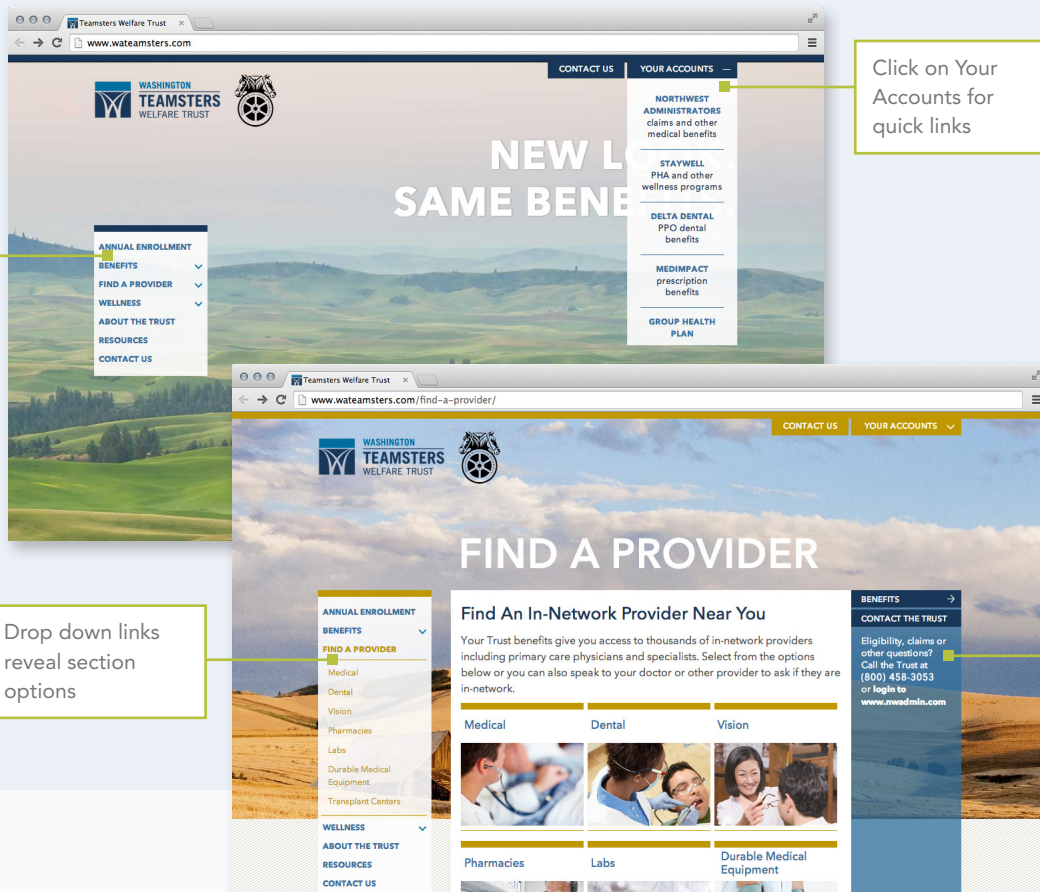 Teamsters Welfare Trust
www.wateamsters.com
CONTACT US
YOUR ACCOUNTS —
WASHINGTON
TEAMSTERS
WELFARE TRUST
NORTHWEST
ADMINISTRATORS
claims and other
medical benefits
STAYWELL
PHA and other
wellness programs
DELTA DENTAL
PPO dental
benefits
MEDIMPACT
prescription
benefits
GROUP HEALTH
PLAN
Click on Your
Accounts for
quick links
NEW
SAME BENE
ANNUAL ENROLLMENT
BENEFITS
FIND A PROVIDER
WELLNESS
ABOUT THE TRUST
RESOURCES
CONTACT US
Teamsters Welfare Trust
www.wateamsters.com/find-a-provider/
CONTACT US
YOUR ACCOUNTS
WASHINGTON
TEAMSTERS
WELFARE TRUST
FIND A PROVIDER
Drop down links
reveal section
options
ANNUAL ENROLLMENT
BENEFITS
FIND A PROVIDER
Medical
Dental
Vision
Pharmacies
Labs
Durable Medical
Equipment
Transplant Centers
WELLNESS
ABOUT THE TRUST
RESOURCES
CONTACT US
Find An In-Network Provider Near You
Your Trust benefits give you access to thousands of in-network providers
including primary care physicians and specialists. Select from the options
below or you can also speak to your doctor or other provider to ask if they are
in-network.
Medical
Dental
Vision
Pharmacies
Labs
Durable Medical
Equipment
BENEFITS
CONTACT THE TRUST
Eligibility, claims or
other questions?
Call the Trust at
(800) 458-3053
or login to
www.nwadmin.com